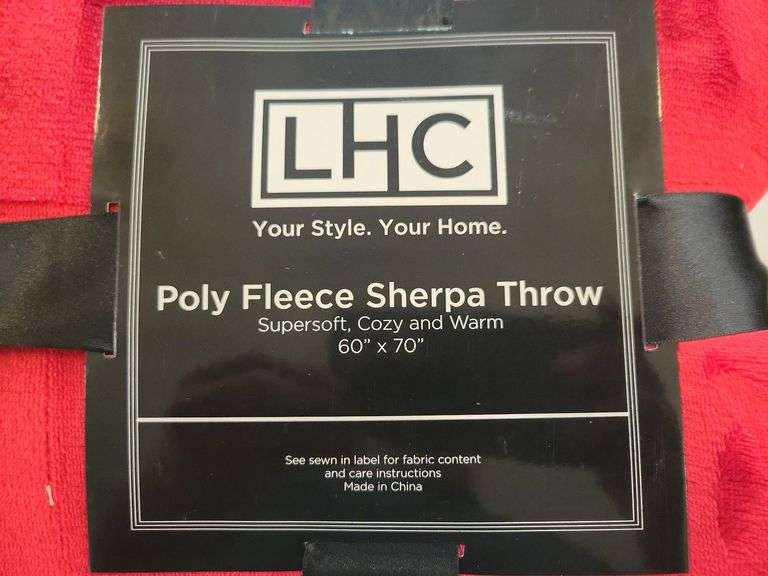 LHC
Your Style. Your Home.
Poly Fleece Sherpa Throw
Supersoft, Cozy and Warm
60” x 70”
See sewn in label for fabric content
and care instructions
Made in China